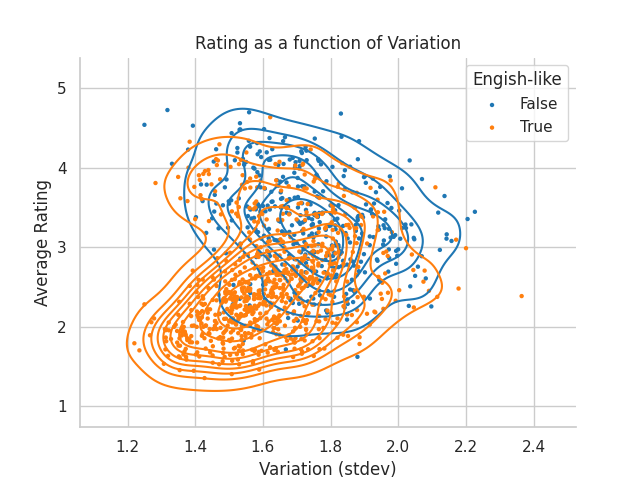 Rating as a function of Variation
Engish-like
False
True
5
4
3
2
1
Average Rating
1.2 1.4 1.6 1.8 2.0 2.2 2.4
Variation (stdev)